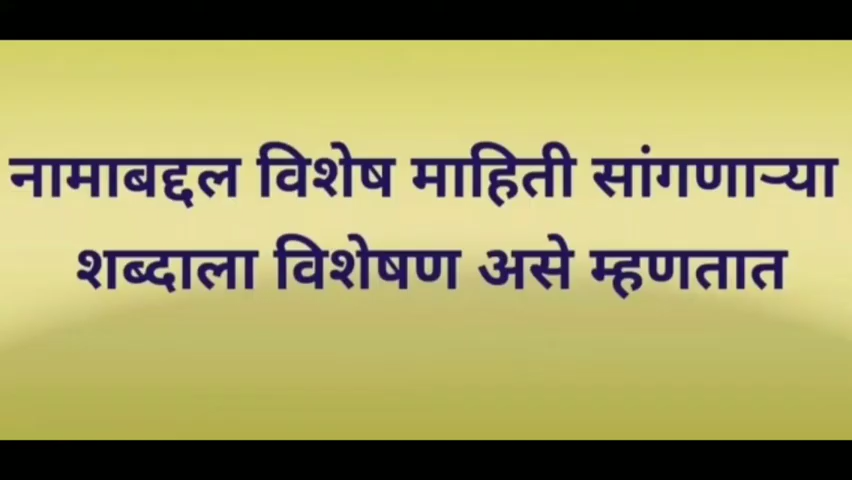 नामाबद्दल विशेष माहिती सांगणाऱ्या
शब्दाला विशेषण असे म्हणतात